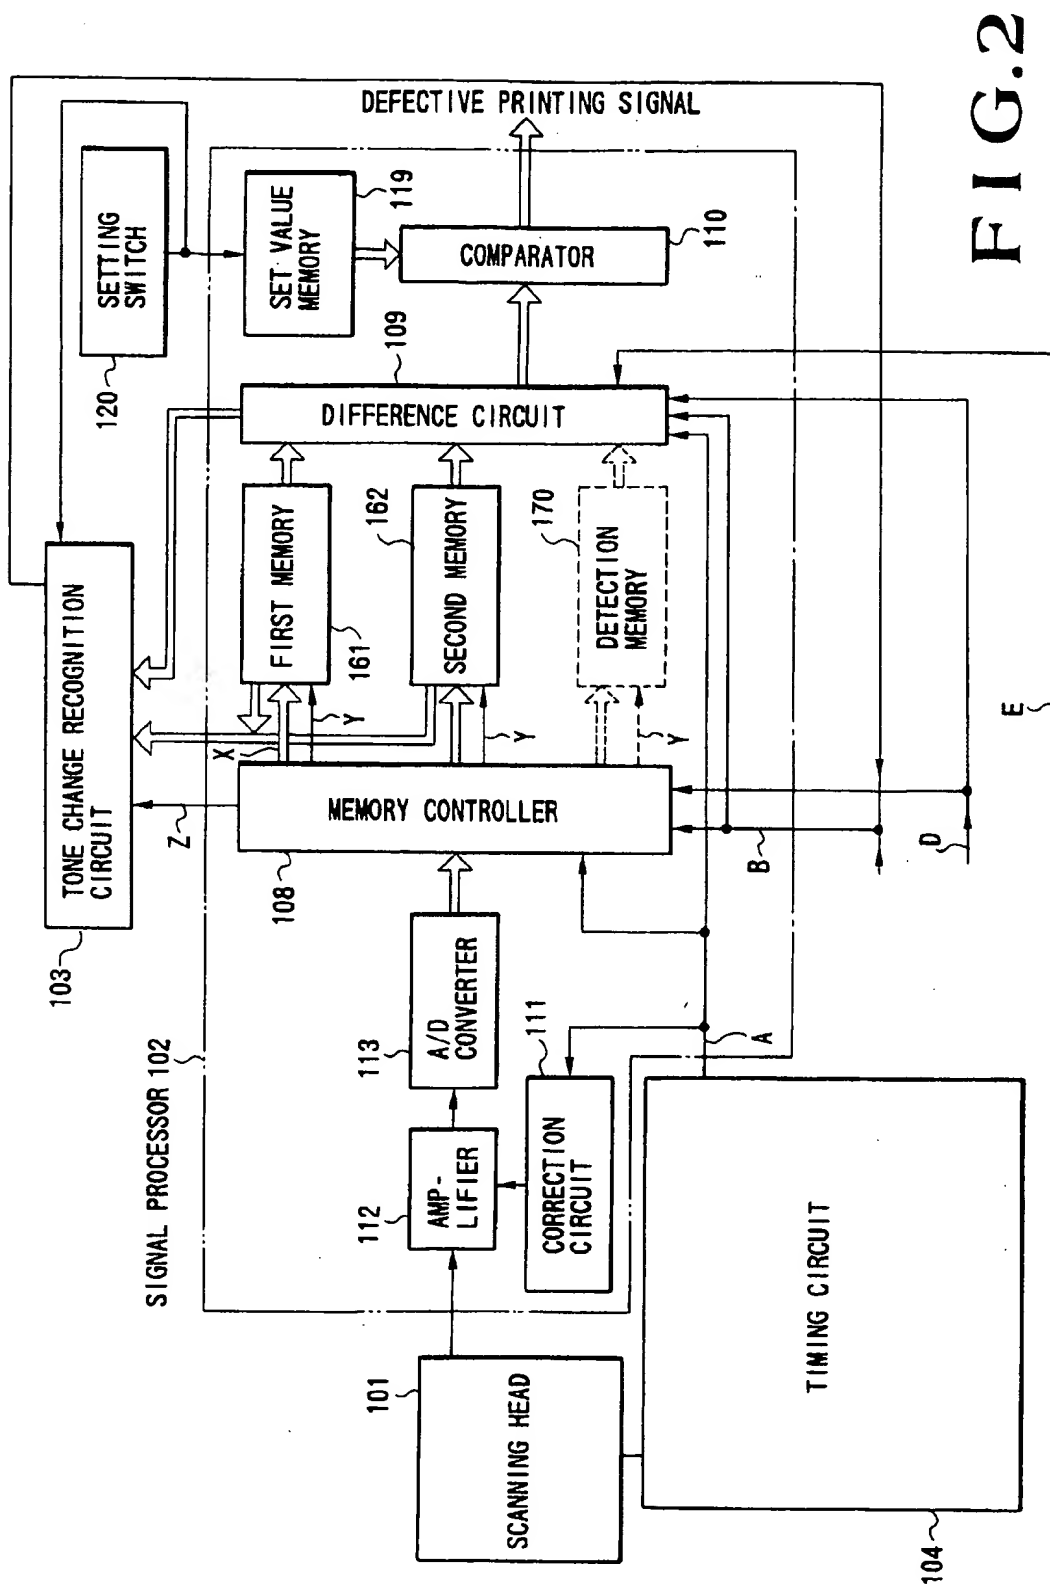 SIGNAL PROCESSOR 102
103
TONE CHANGE RECOGNITION
CIRCUIT
120
SETTING
SWITCH
SET VALUE
MEMORY
119
DEFECTIVE PRINTING SIGNAL
COMPARATOR
110
109
DIFFERENCE CIRCUIT
FIRST MEMORY
161
162
SECOND MEMORY
170
DETECTION
MEMORY
Z
X
Y
Y
Y
MEMORY CONTROLLER
108
113
A/D
CONVERTER
112
AMP-
LIFIER
111
CORRECTION
CIRCUIT
101
SCANNING HEAD
TIMING CIRCUIT
104
A
B
D
E
FIG.2